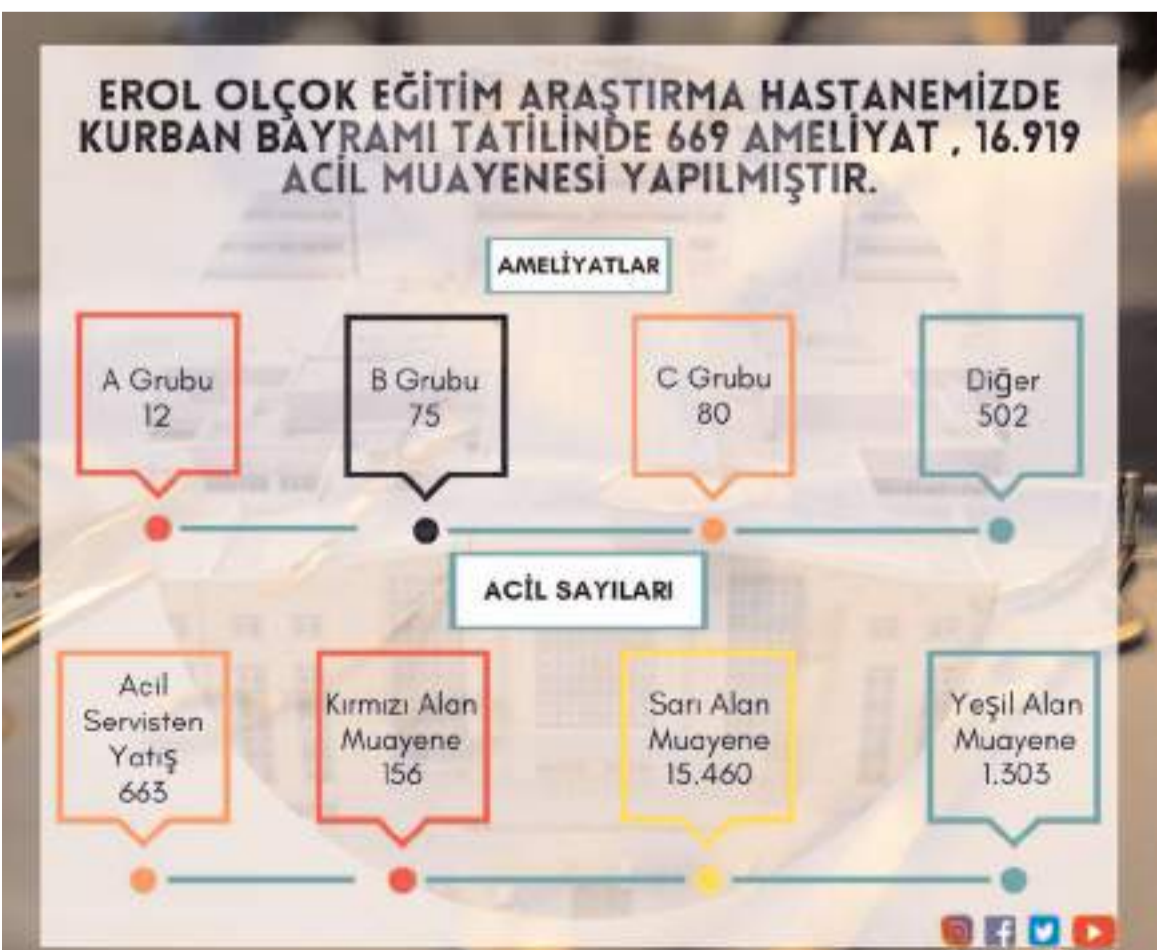 EROL OLÇOK EĞİTİM ARAŞTIRMA HASTANEMİZDE
KURBAN BAYRAMI TATİLİNDE 669 AMELİYAT , 16.919
ACİL MUAYENESİ YAPILMIŞTIR.
AMELİYATLAR
A Grubu
12
B Grubu
75
C Grubu
80
Diğer
502
ACİL SAYILARI
Acil
Servisten
Yatış
663
Kırmızı Alan
Muayene
156
Sarı Alan
Muayene
15.460
Yeşil Alan
Muayene
1.303